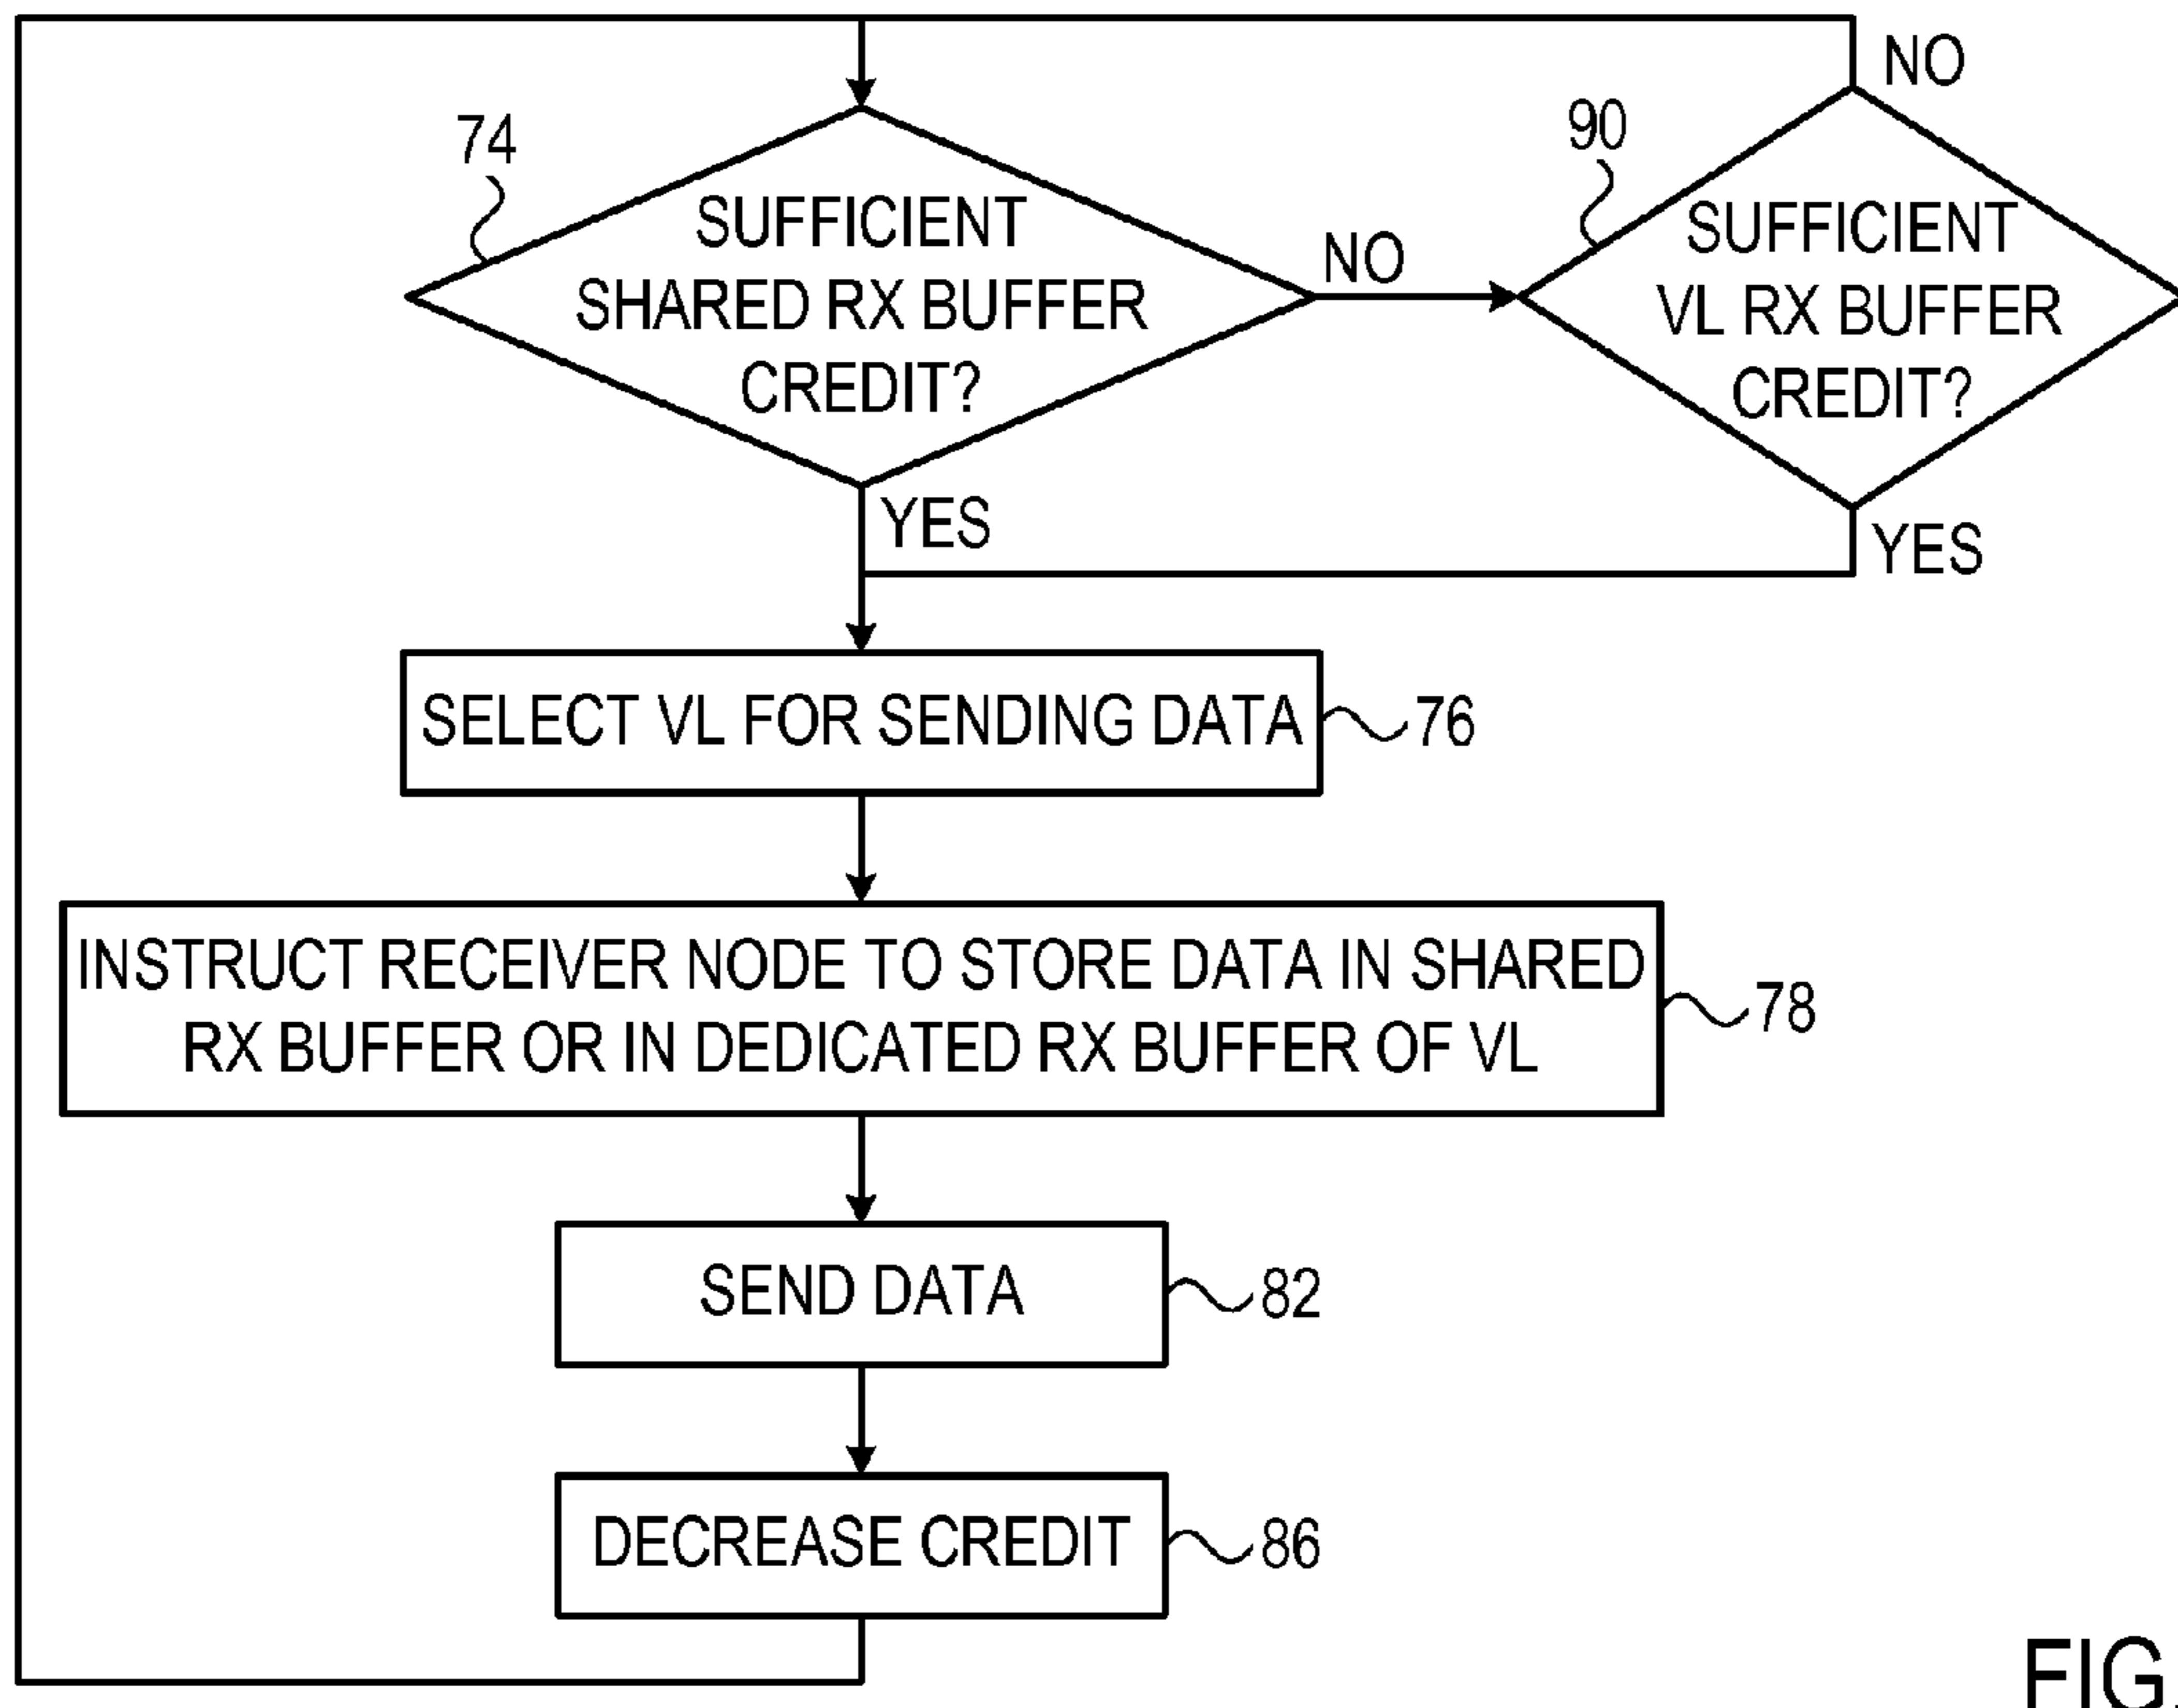 NO
74
90
SUFFICIENT
SHARED RX BUFFER
CREDIT?
NO
SUFFICIENT
VL RX BUFFER
CREDIT?
YES
YES
SELECT VL FOR SENDING DATA
76
INSTRUCT RECEIVER NODE TO STORE DATA IN SHARED
RX BUFFER OR IN DEDICATED RX BUFFER OF VL
78
SEND DATA
82
DECREASE CREDIT
86
FIG.